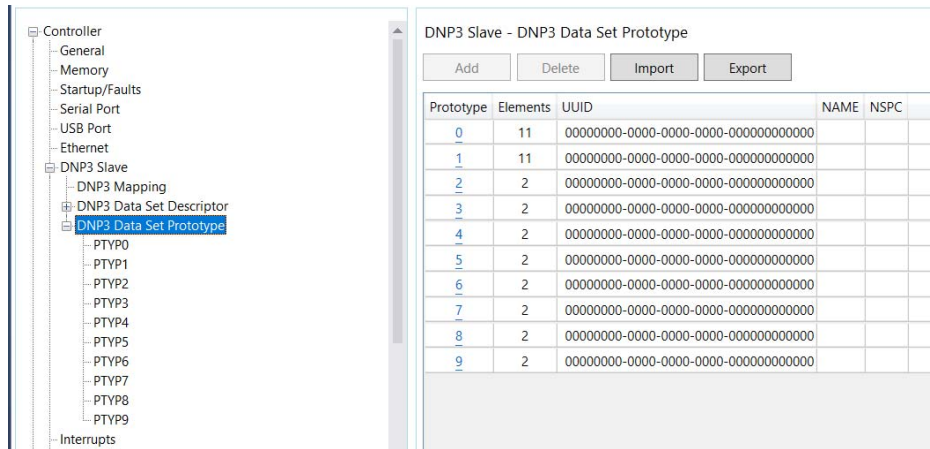 Controller
General
Memory
Startup/Faults
Serial Port
USB Port
Ethernet
DNP3 Slave
DNP3 Mapping
DNP3 Data Set Descriptor
DNP3 Data Set Prototype
PTYP0
PTYP1
PTYP2
PTYP3
PTYP4
PTYP5
PTYP6
PTYP7
PTYP8
PTYP9
Interrupts
DNP3 Slave - DNP3 Data Set Prototype
Add Delete Import Export
Prototype Elements UUID NAME NSPC
0 11 00000000-0000-0000-0000-000000000000
1 11 00000000-0000-0000-0000-000000000000
2 2 00000000-0000-0000-0000-000000000000
3 2 00000000-0000-0000-0000-000000000000
4 2 00000000-0000-0000-0000-000000000000
5 2 00000000-0000-0000-0000-000000000000
6 2 00000000-0000-0000-0000-000000000000
7 2 00000000-0000-0000-0000-000000000000
8 2 00000000-0000-0000-0000-000000000000
9 2 00000000-0000-0000-0000-000000000000